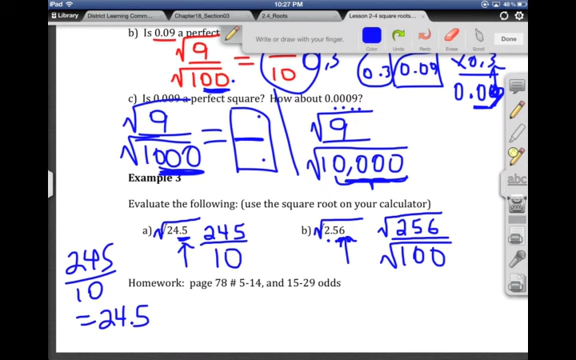 10:27 PM
88%
District Learning Com...
Chapter18_Section03
2.4_Roots
Lesson 2-4 square roots...
b) Is 0.09 a perfect
Write or draw with your finger.
Color
Undo
Redo
Erase
Scroll
Done
√9 / √100 = / 10
0.3 0.09
x 0.3
0.09
c) Is 0.009 a perfect square? How about 0.0009?
√9 / √1000 =
√9 / √10,000
Example 3
Evaluate the following: (use the square root on your calculator)
a) √24.5 245/10
b) √2.56 √256 / √100
245/10
= 24.5
Homework: page 78 # 5-14, and 15-29 odds